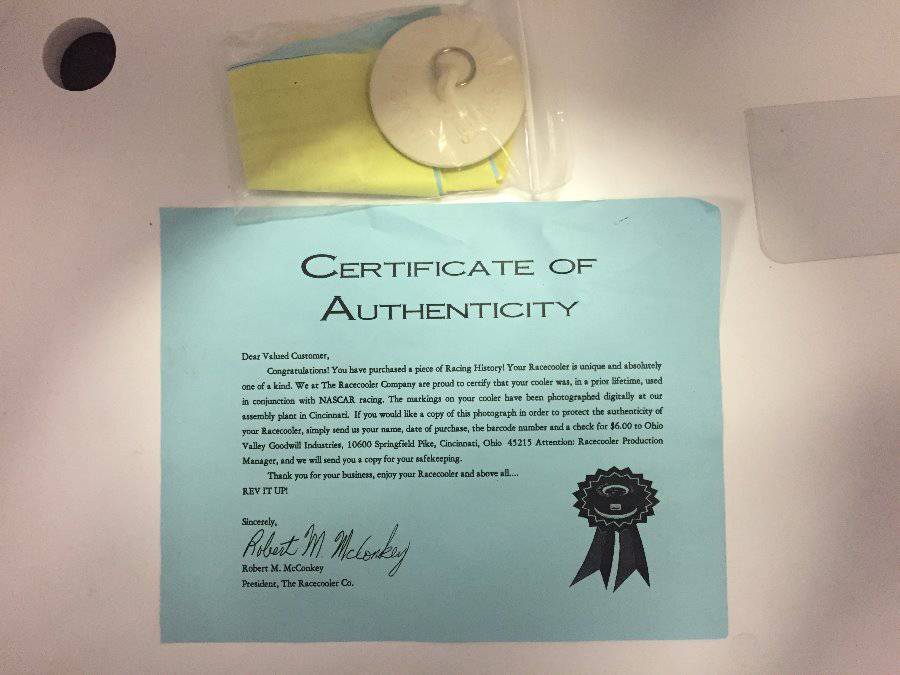 CERTIFICATE OF
AUTHENTICITY
Dear Valued Customer,
Congratulations! You have purchased a piece of Racing History! Your Racecooler is unique and absolutely
one of a kind. We at The Racecooler Company are proud to certify that your cooler was, in a prior lifetime, used
in conjunction with NASCAR racing. The markings on your cooler have been photographed digitally at our
assembly plant in Cincinnati. If you would like a copy of this photograph in order to protect the authenticity of
your Racecooler, simply send us your name, date of purchase, the barcode number and a check for $6.00 to Ohio
Valley Goodwill Industries, 10600 Springfield Pike, Cincinnati, Ohio 45215 Attention: Racecooler Production
Manager, and we will send you a copy for your safekeeping.
Thank you for your business, enjoy your Racecooler and above all....
REV IT UP!
Sincerely,
Robert M. McConkey
Robert M. McConkey
President, The Racecooler Co.